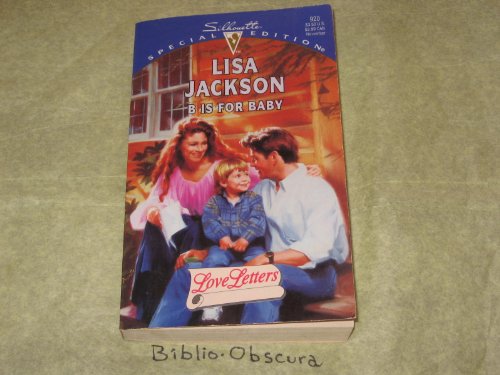 Silhouette
SPECIAL EDITION
920
LISA
JACKSON
B IS FOR BABY
Love Letters
Biblio-Obscura